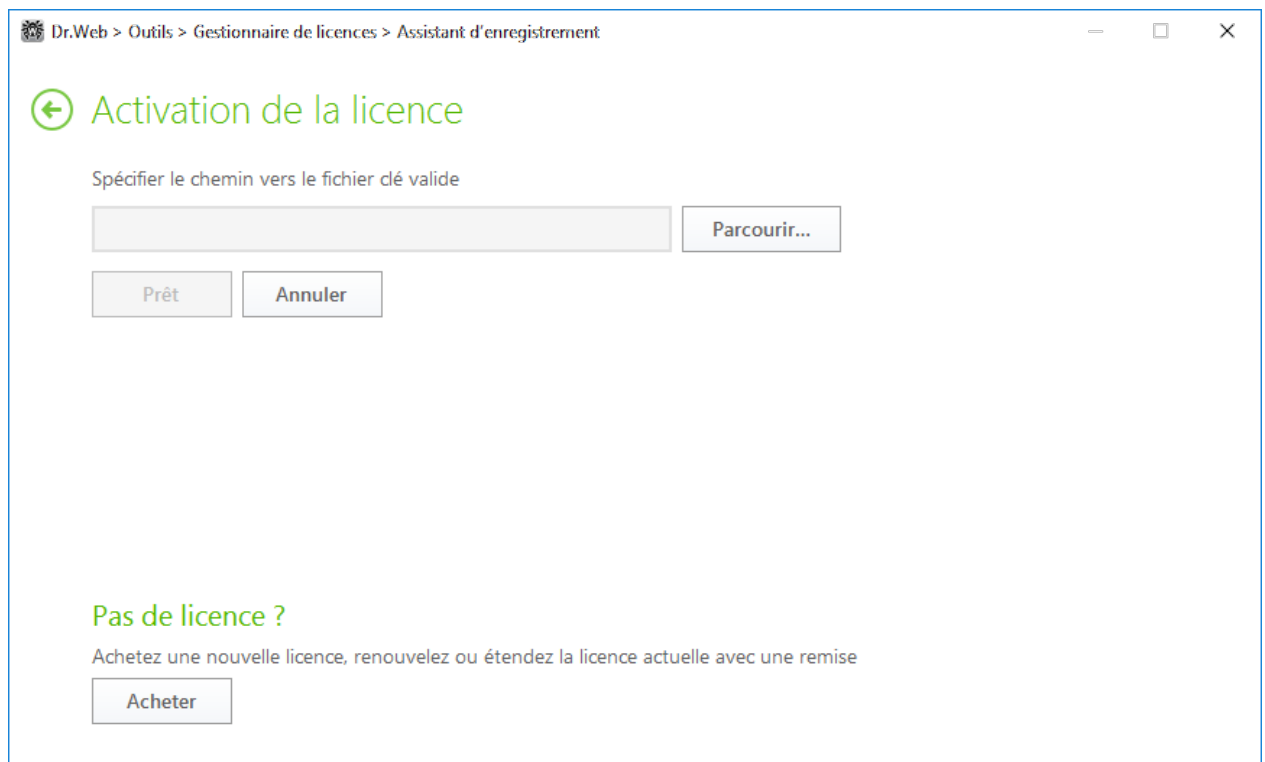 Dr.Web > Outils > Gestionnaire de licences > Assistant d'enregistrement
Activation de la licence
Spécifier le chemin vers le fichier clé valide
Parcourir...
Prêt
Annuler
Pas de licence ?
Achetez une nouvelle licence, renouvelez ou étendez la licence actuelle avec une remise
Acheter